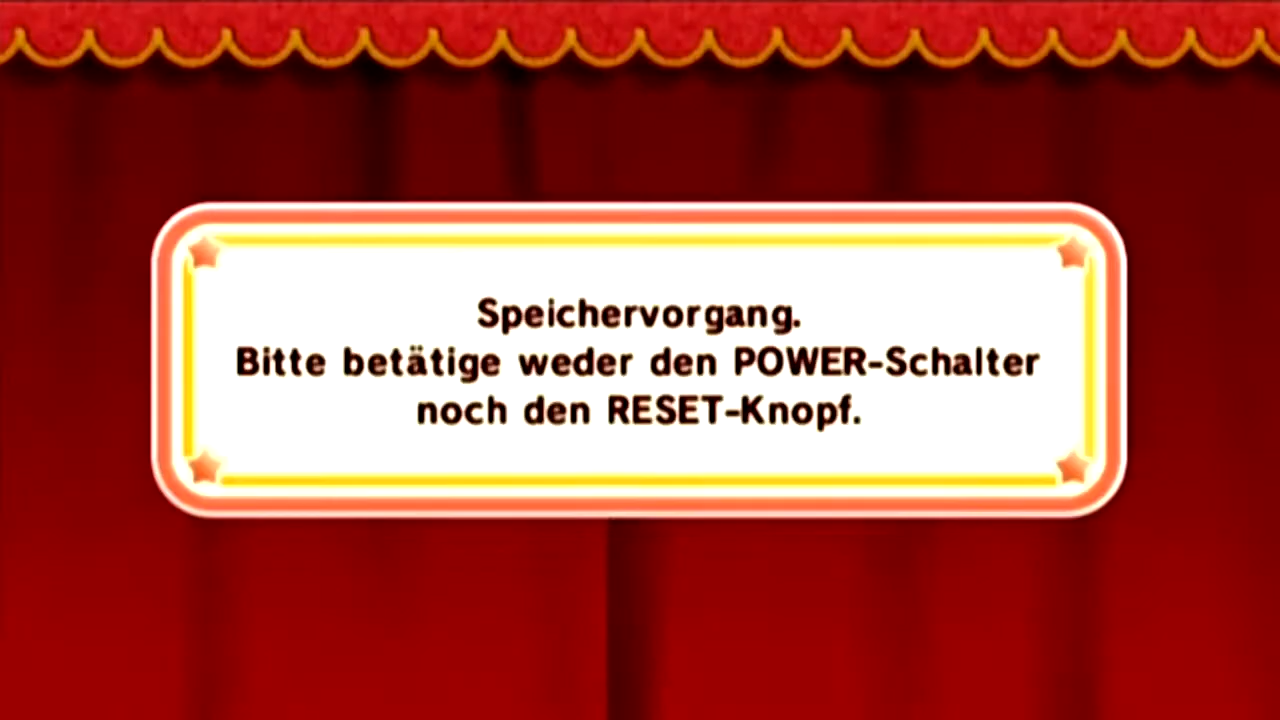 Speichervorgang.
Bitte betätige weder den POWER-Schalter
noch den RESET-Knopf.